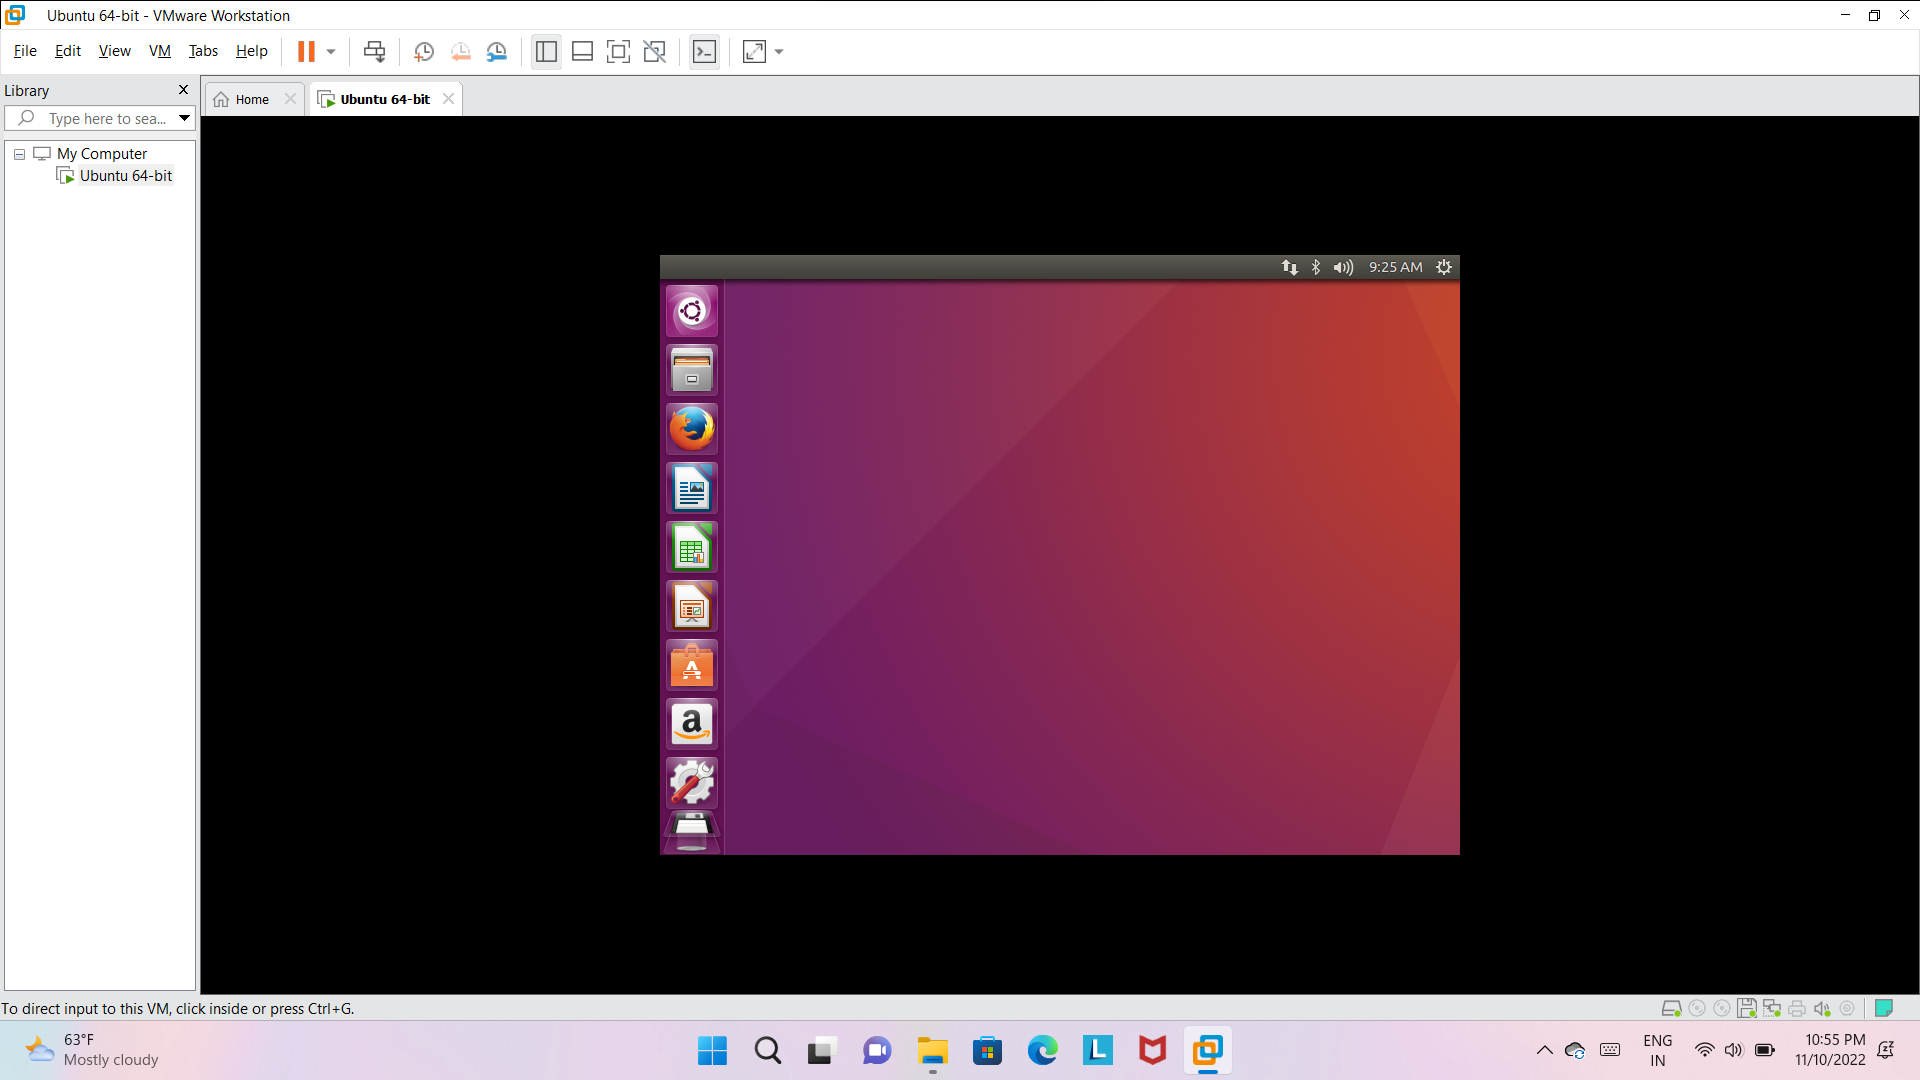 Ubuntu 64-bit - VMware Workstation
File Edit View VM Tabs Help
Library
Home
Ubuntu 64-bit
Type here to sea...
My Computer
Ubuntu 64-bit
9:25 AM
To direct input to this VM, click inside or press Ctrl+G.
63°F
Mostly cloudy
ENG
IN
10:55 PM
11/10/2022